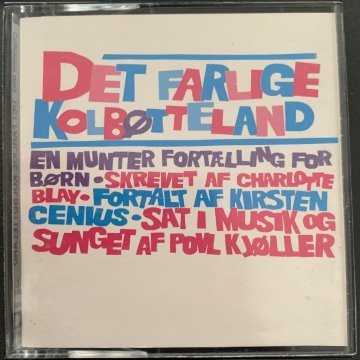 DET FARLIGE
KOLBØTTELAND
EN MUNTER FORTÆLLING FOR
BØRN • SKREVET AF CHARLOTTE
BLAY • FORTALT AF KIRSTEN
CENIUS • SAT I MUSIK OG
SUNGET AF POVL KJØLLER